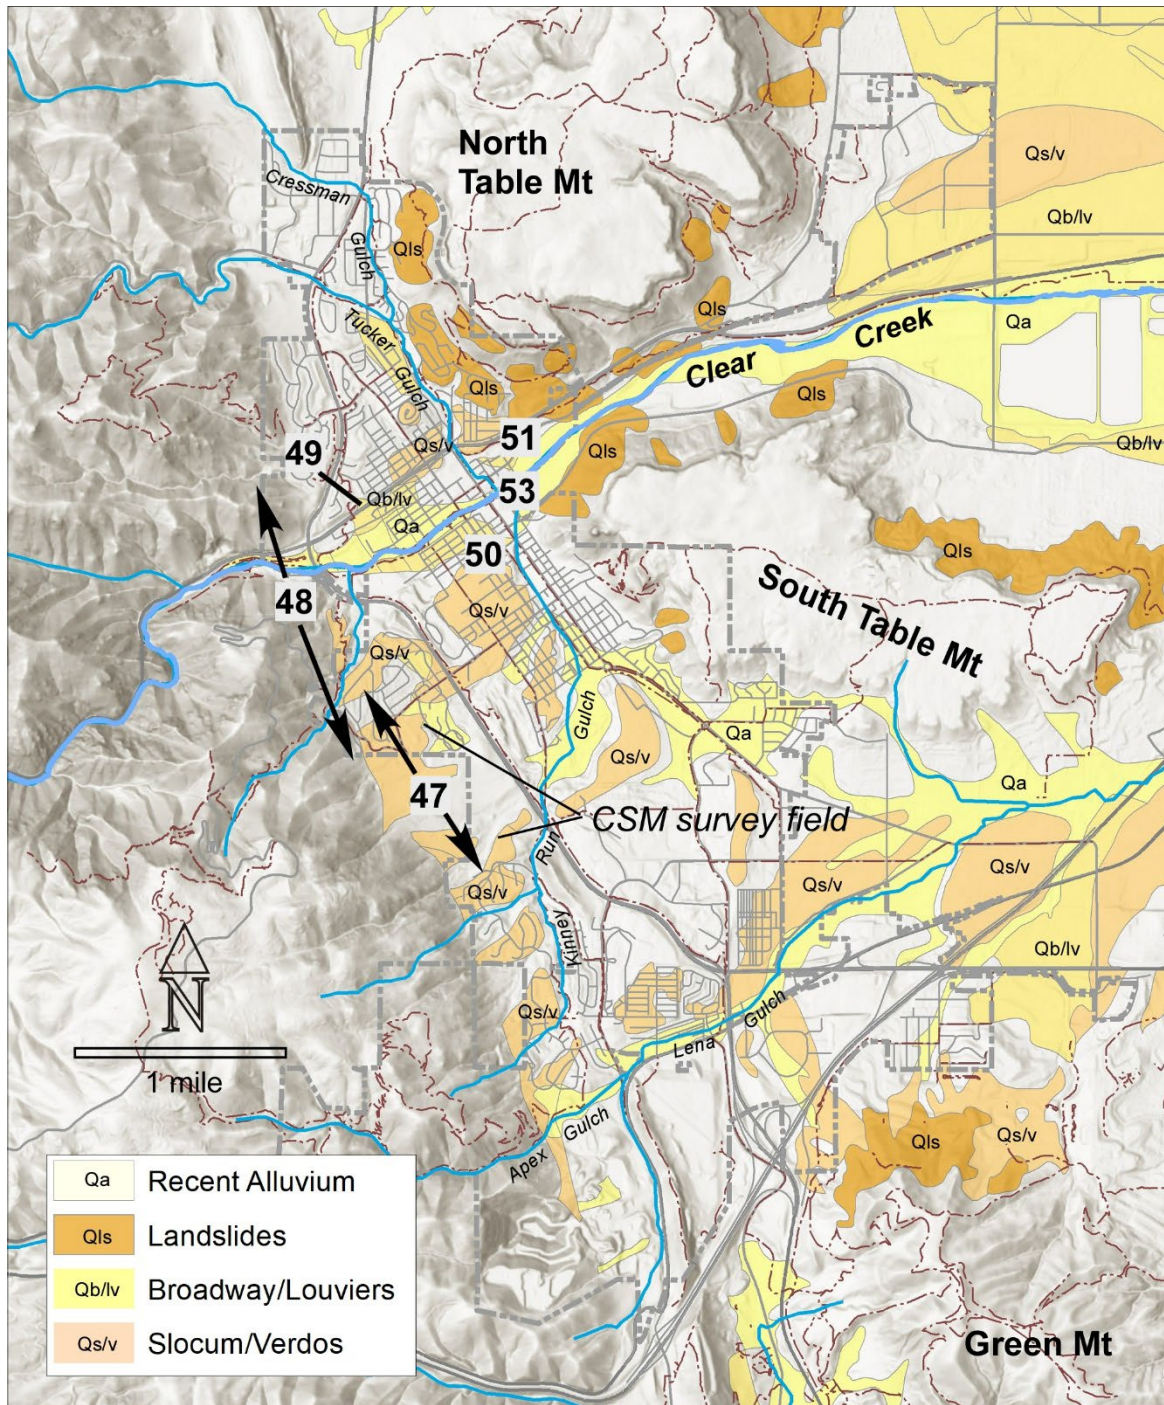 North
Table Mt
Qs/v
Qb/lv
Cressman
Gulch
Qls
Qls
Qa
Clear Creek
Tucker
Gulch
Qls
Qls
51
Qs/v
Qls
Qb/lv
49
Qb/lv
53
Qa
50
Qls
48
Qs/v
South Table Mt
Qs/v
Gulch
Qa
Qs/v
Qa
47
CSM survey field
Run
Qs/v
Qs/v
Qs/v
Kinney
Qb/lv
N
Qs/v
Gulch
Lena
1 mile
Gulch
Apex
Qls
Qs/v
Qa Recent Alluvium
Qls Landslides
Qb/lv Broadway/Louviers
Qs/v Slocum/Verdos
Green Mt